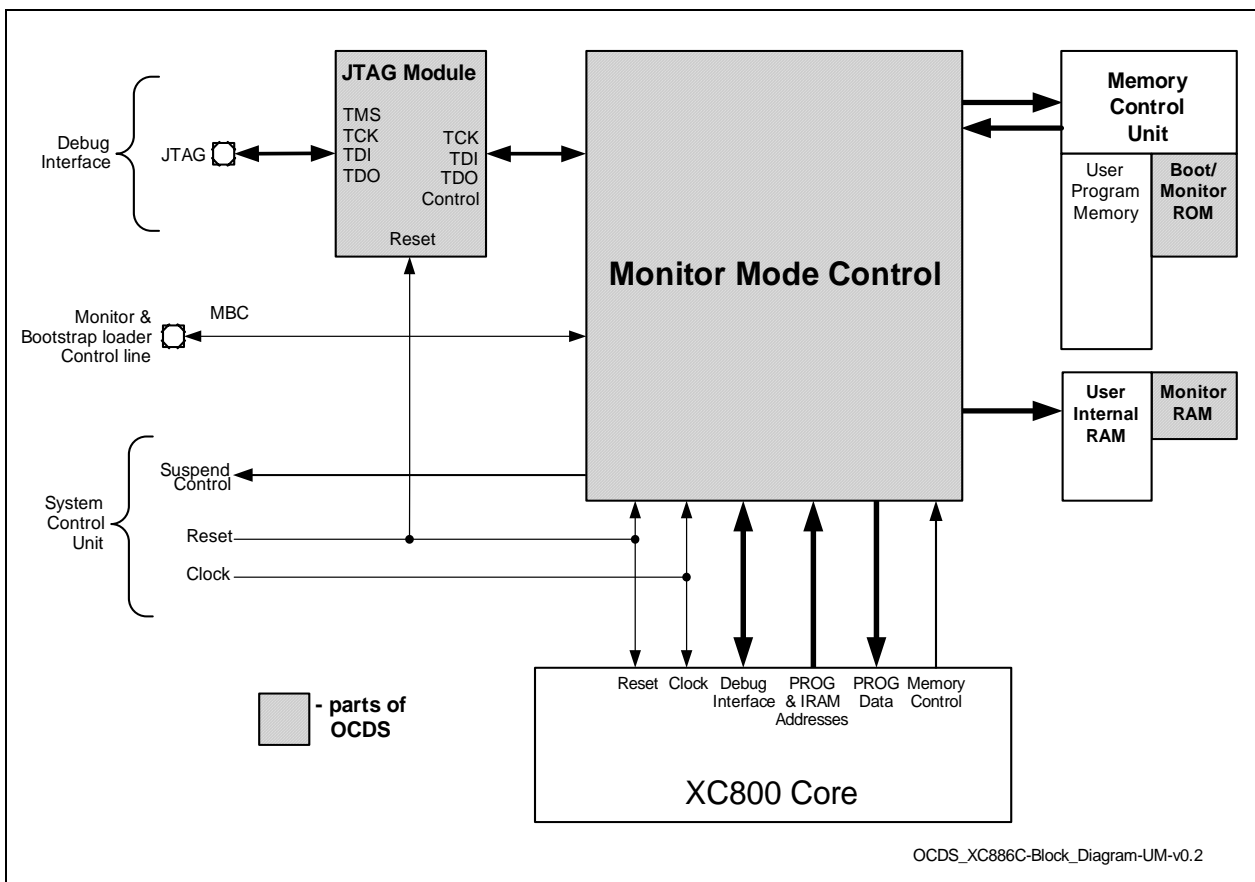 JTAG Module
TMS
TCK
TDI
TDO
TCK
TDI
TDO
Control
Reset
Debug
Interface
JTAG
Monitor Mode Control
Memory
Control
Unit
User
Program
Memory
Boot/
Monitor
ROM
Monitor &
Bootstrap loader
Control line
MBC
User
Internal
RAM
Monitor
RAM
System
Control
Unit
Suspend
Control
Reset
Clock
Reset
Clock
Debug
Interface
PROG
& IRAM
Addresses
PROG
Data
Memory
Control
XC800 Core
- parts of
OCDS
OCDS_XC886C-Block_Diagram-UM-v0.2